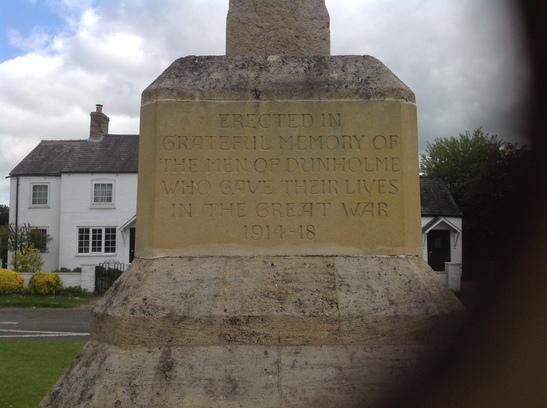 ERECTED IN
GRATEFUL MEMORY OF
THE MEN OF DUNHOLME
WHO GAVE THEIR LIVES
IN THE GREAT WAR
1914-18